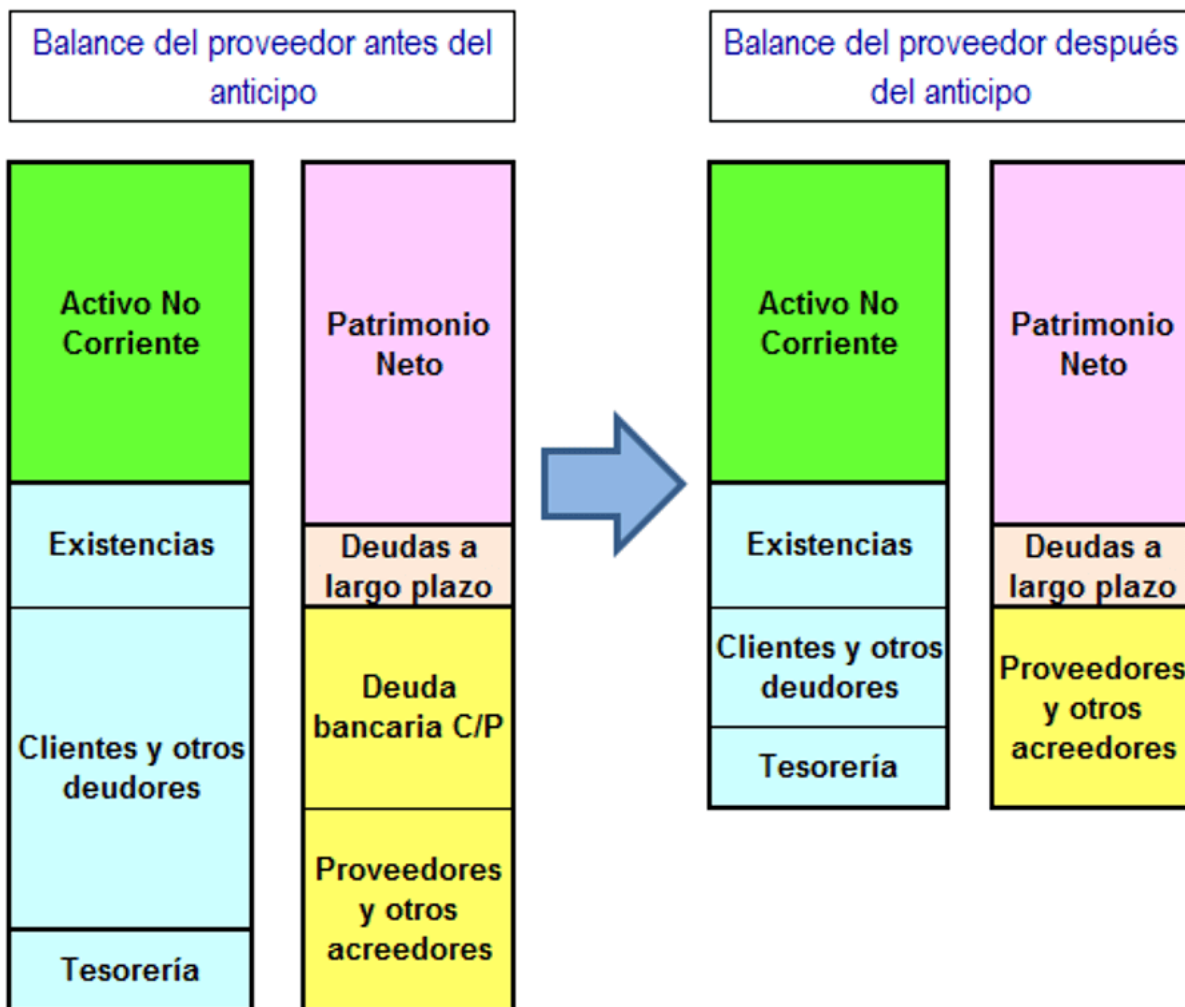 Balance del proveedor antes del
anticipo
Balance del proveedor después
del anticipo
Activo No
Corriente
Existencias
Clientes y otros
deudores
Tesorería
Patrimonio
Neto
Deudas a
largo plazo
Deuda
bancaria C/P
Proveedores
y otros
acreedores
Activo No
Corriente
Existencias
Clientes y otros
deudores
Tesorería
Patrimonio
Neto
Deudas a
largo plazo
Proveedores
y otros
acreedores